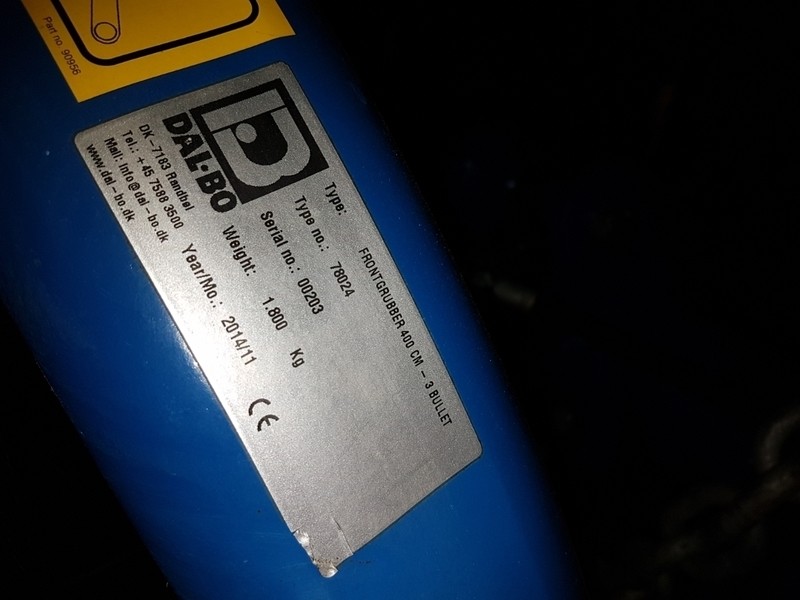 Part no. 90956
DAL-BO
DK-7183 Randbøl
Tel.: +45 7588 3500
Mail: info@dal-bo.dk
www.dal-bo.dk
Type: FRONTGRUBBER 400 CM - 3 BULLET
Type no.: 78024
Serial no.: 00203
Weight: 1.800 Kg
Year/Mo.: 2014/11
CE